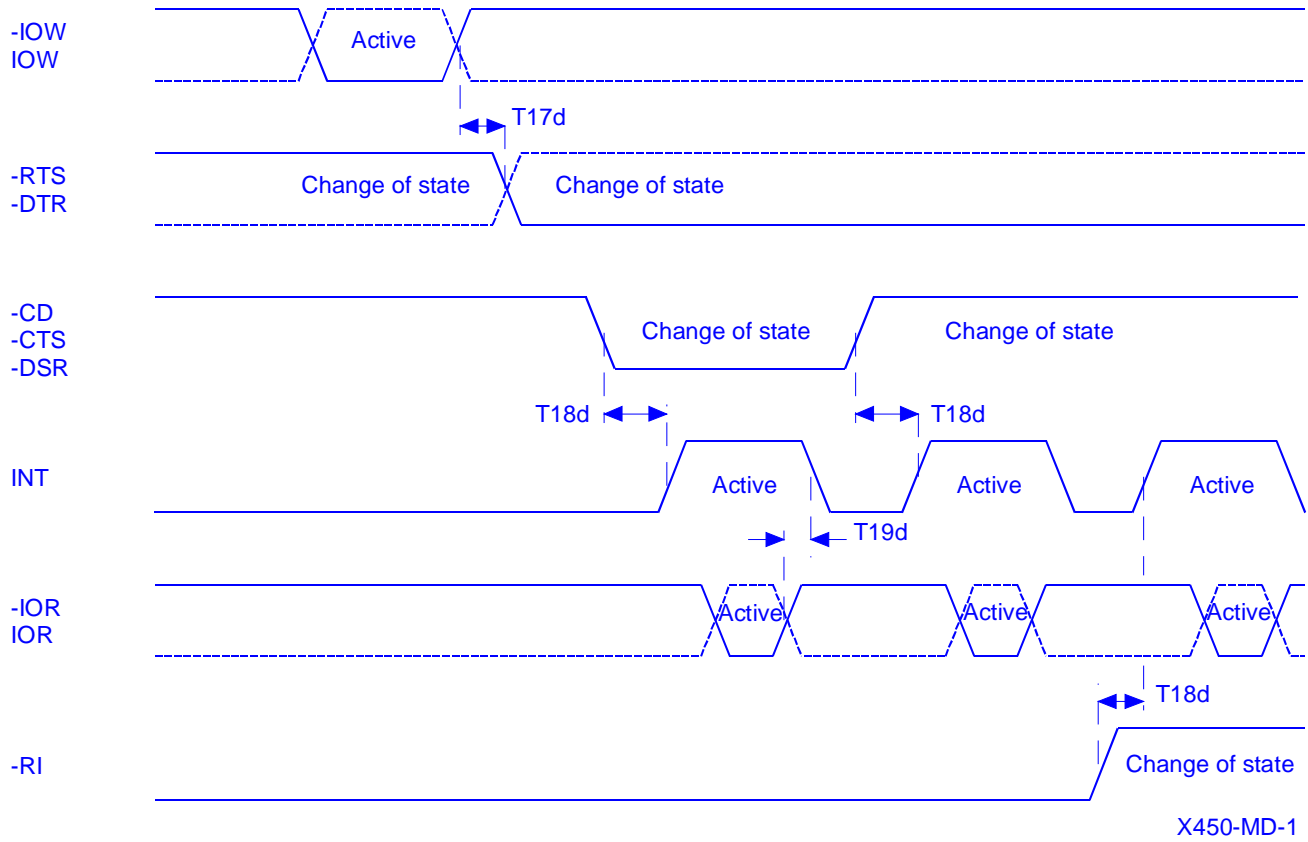 -IOW
IOW
Active
T17d
-RTS
-DTR
Change of state
Change of state
-CD
-CTS
-DSR
Change of state
Change of state
T18d
T18d
INT
Active
Active
Active
T19d
-IOR
IOR
Active
Active
Active
T18d
-RI
Change of state
X450-MD-1